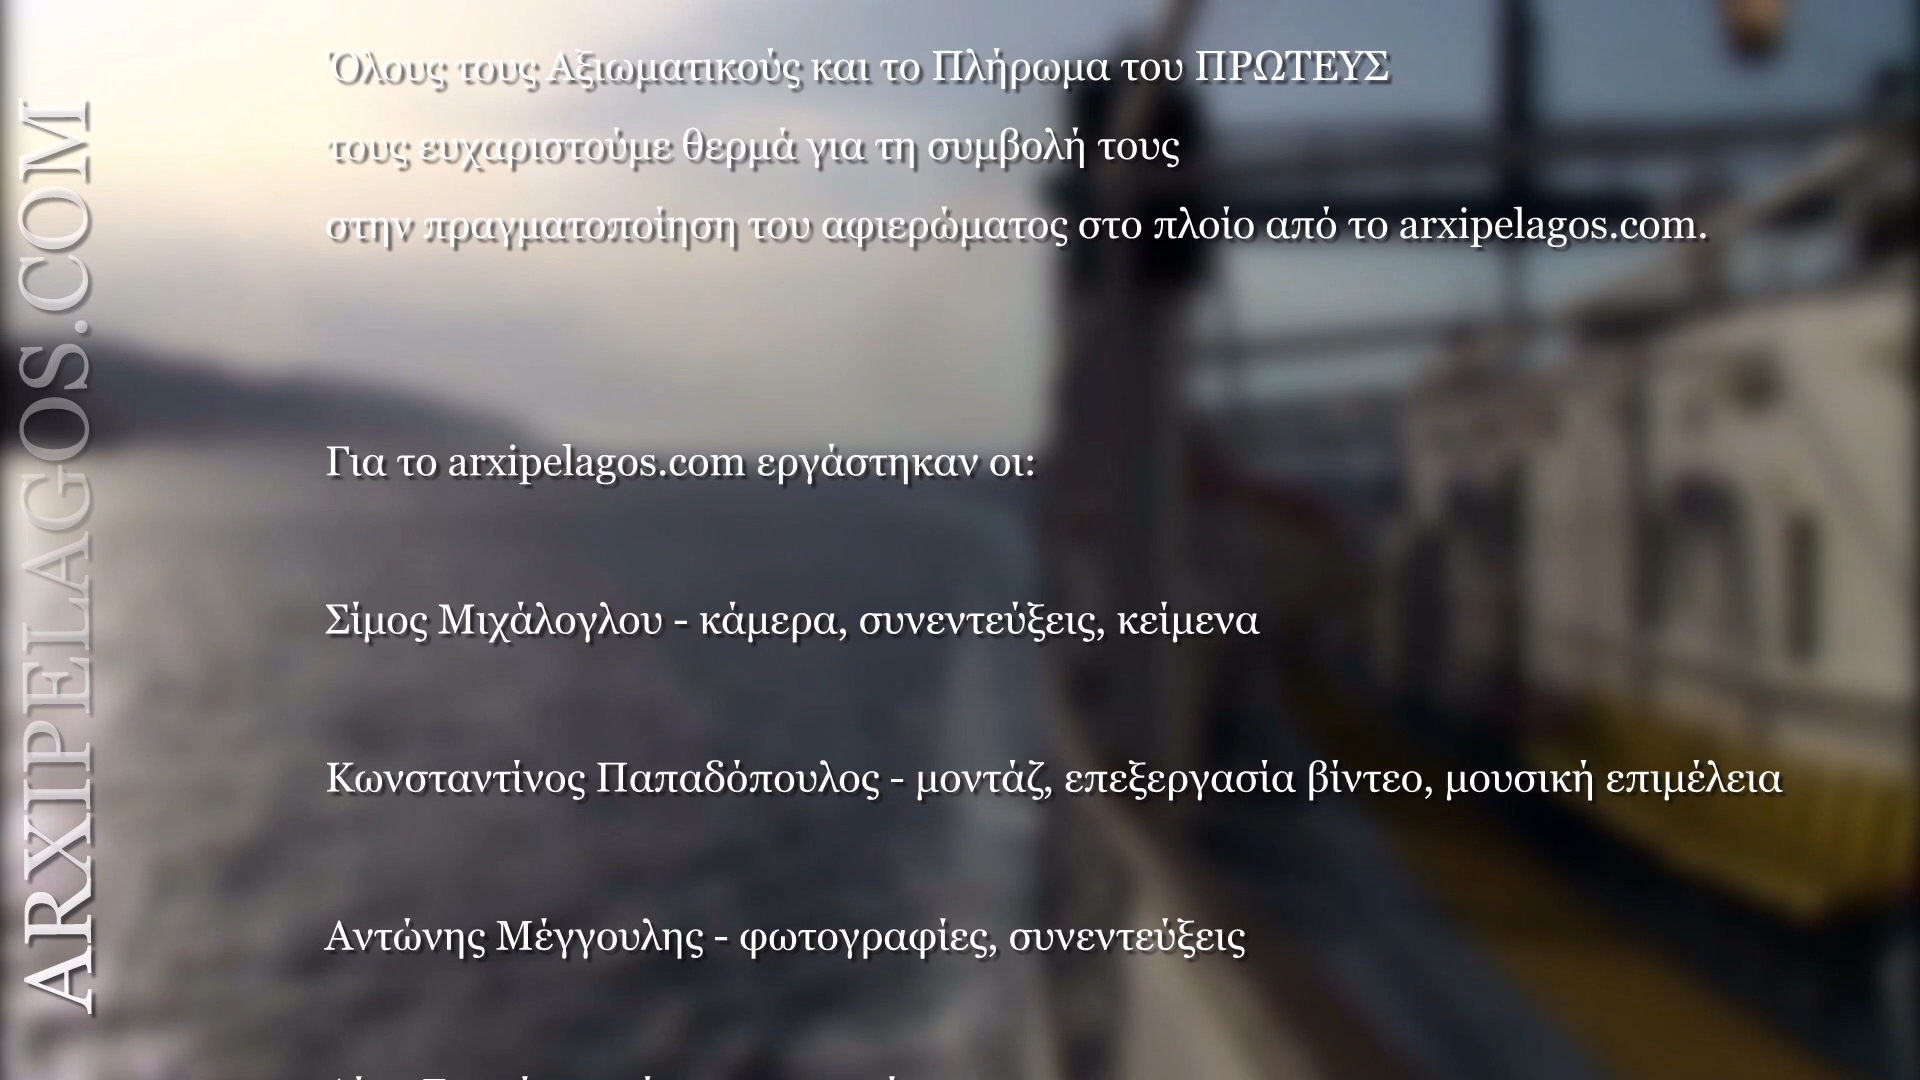 Όλους τους Αξιωματικούς και το Πλήρωμα του ΠΡΩΤΕΥΣ
τους ευχαριστούμε θερμά για τη συμβολή τους
στην πραγματοποίηση του αφιερώματος στο πλοίο από το arxipelagos.com.
Για το arxipelagos.com εργάστηκαν οι:
Σίμος Μιχάλογλου - κάμερα, συνεντεύξεις, κείμενα
Κωνσταντίνος Παπαδόπουλος - μοντάζ, επεξεργασία βίντεο, μουσική επιμέλεια
Αντώνης Μέγγουλης - φωτογραφίες, συνεντεύξεις
ARXIPELAGOS.COM